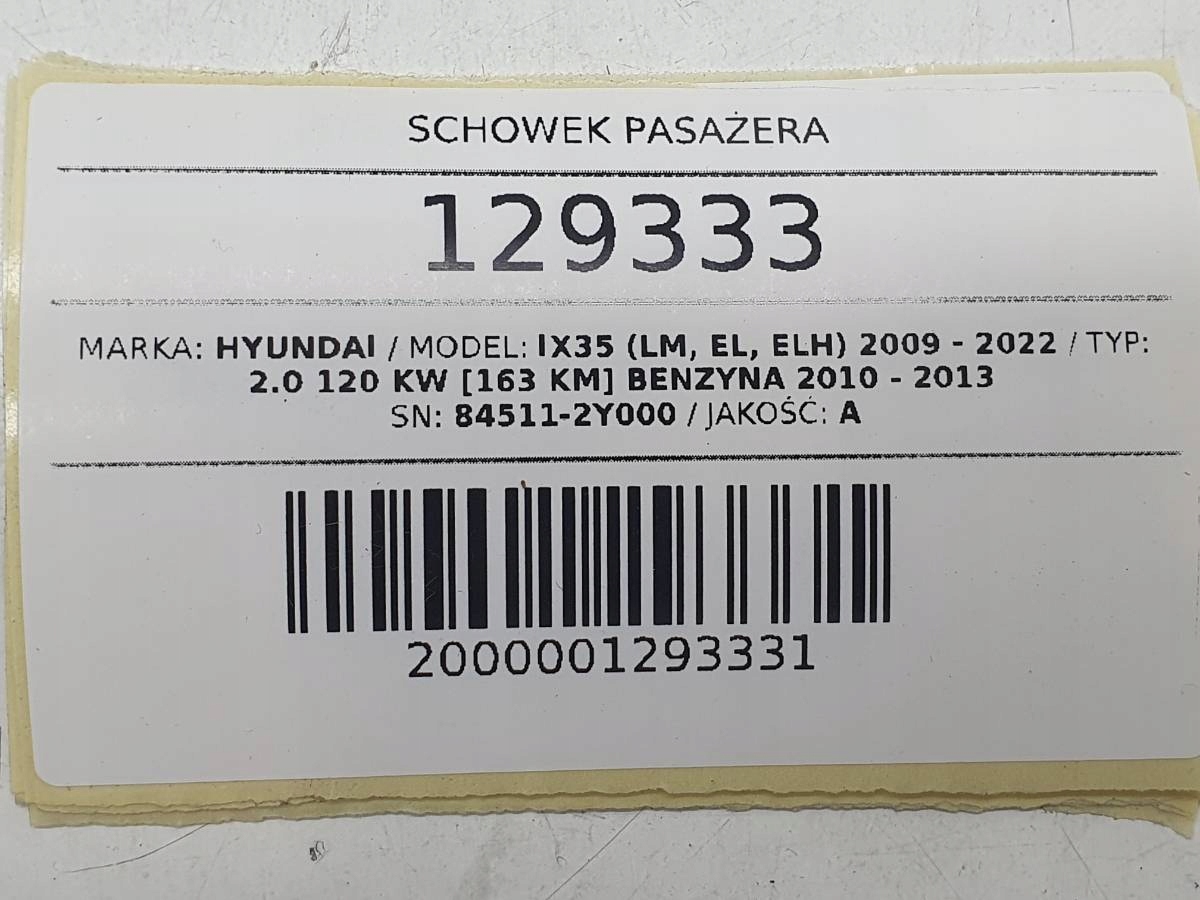 SCHOWEK PASAŻERA
129333
MARKA: HYUNDAI / MODEL: IX35 (LM, EL, ELH) 2009 - 2022 / TYP:
2.0 120 KW [163 KM] BENZYNA 2010 - 2013
SN: 84511-2Y000 / JAKOŚĆ: A
2000001293331